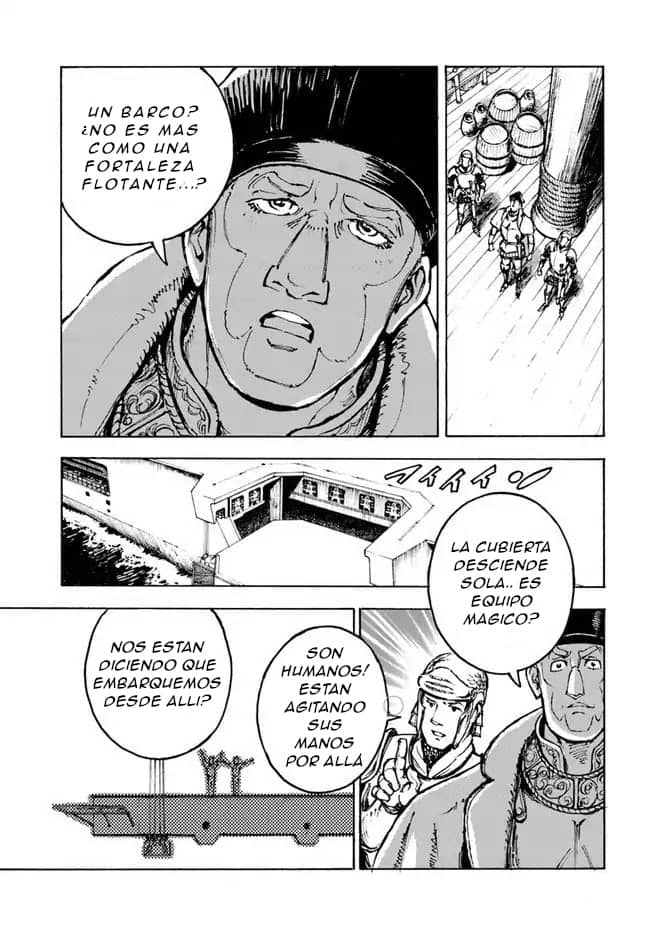 UN BARCO?
¿NO ES MAS
COMO UNA
FORTALEZA
FLOTANTE...?
LA CUBIERTA
DESCIENDE
SOLA.. ES
EQUIPO
MAGICO?
SON
HUMANOS!
ESTAN
AGITANDO
SUS
MANOS
POR ALLÁ
NOS ESTAN
DICIENDO QUE
EMBARQUEMOS
DESDE ALLI?